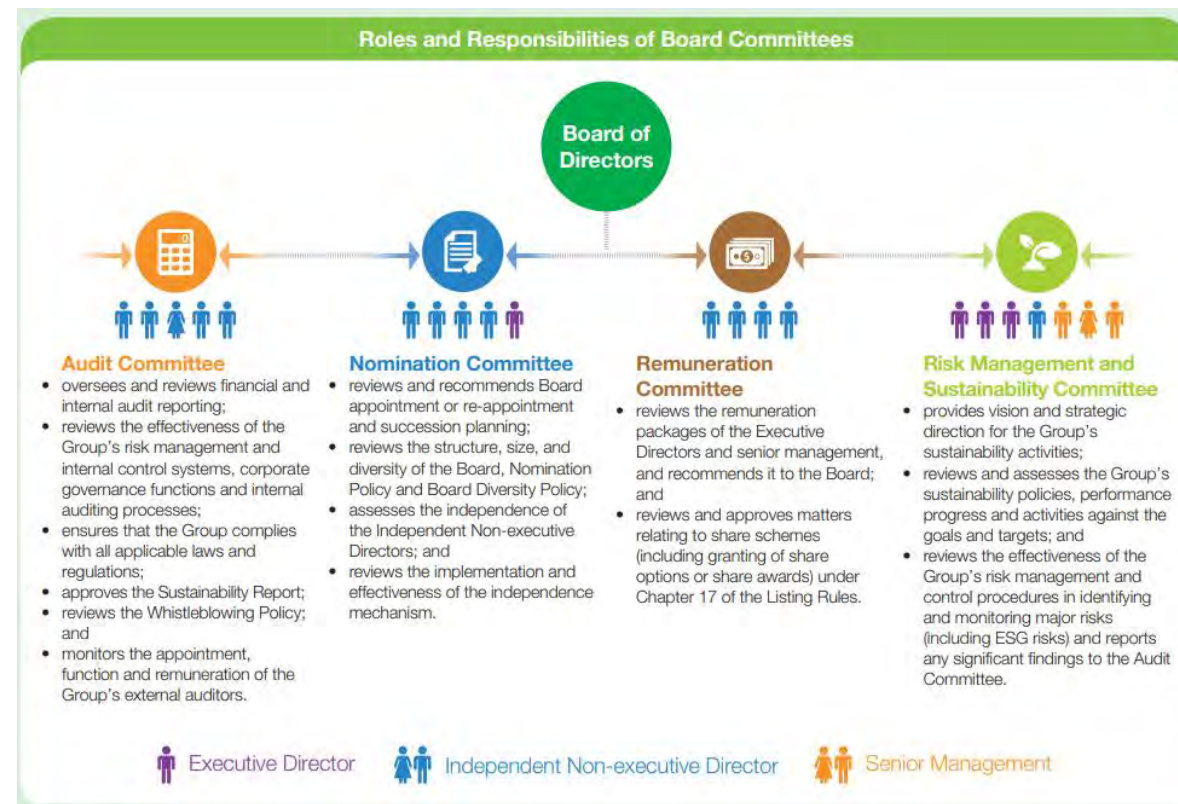 Roles and Responsibilities of Board Committees
Board of
Directors
Audit Committee
• oversees and reviews financial and
internal audit reporting;
• reviews the effectiveness of the
Group's risk management and
internal control systems, corporate
governance functions and internal
auditing processes;
• ensures that the Group complies
with all applicable laws and
regulations;
• approves the Sustainability Report;
• reviews the Whistleblowing Policy;
and
• monitors the appointment,
function and remuneration of the
Group's external auditors.
Nomination Committee
• reviews and recommends Board
appointment or re-appointment
and succession planning;
• reviews the structure, size, and
diversity of the Board, Nomination
Policy and Board Diversity Policy;
• assesses the independence of
the Independent Non-executive
Directors; and
• reviews the implementation and
effectiveness of the independence
mechanism.
Remuneration
Committee
• reviews the remuneration
packages of the Executive
Directors and senior management,
and recommends it to the Board;
and
• reviews and approves matters
relating to share schemes
(including granting of share
options or share awards) under
Chapter 17 of the Listing Rules.
Risk Management and
Sustainability Committee
• provides vision and strategic
direction for the Group's
sustainability activities;
• reviews and assesses the Group's
sustainability policies, performance
progress and activities against the
goals and targets; and
• reviews the effectiveness of the
Group's risk management and
control procedures in identifying
and monitoring major risks
(including ESG risks) and reports
any significant findings to the Audit
Committee.
Executive Director
Independent Non-executive Director
Senior Management